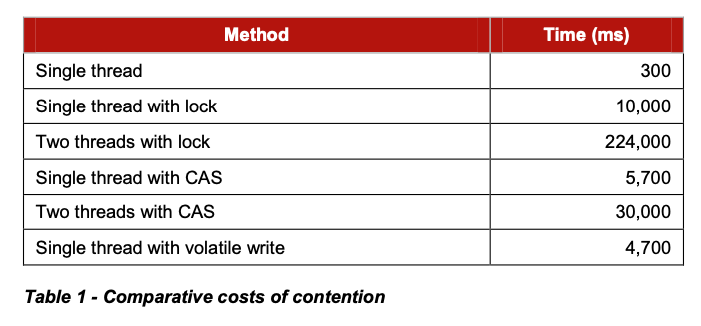 Method Time (ms)
Single thread 300
Single thread with lock 10,000
Two threads with lock 224,000
Single thread with CAS 5,700
Two threads with CAS 30,000
Single thread with volatile write 4,700
Table 1 - Comparative costs of contention